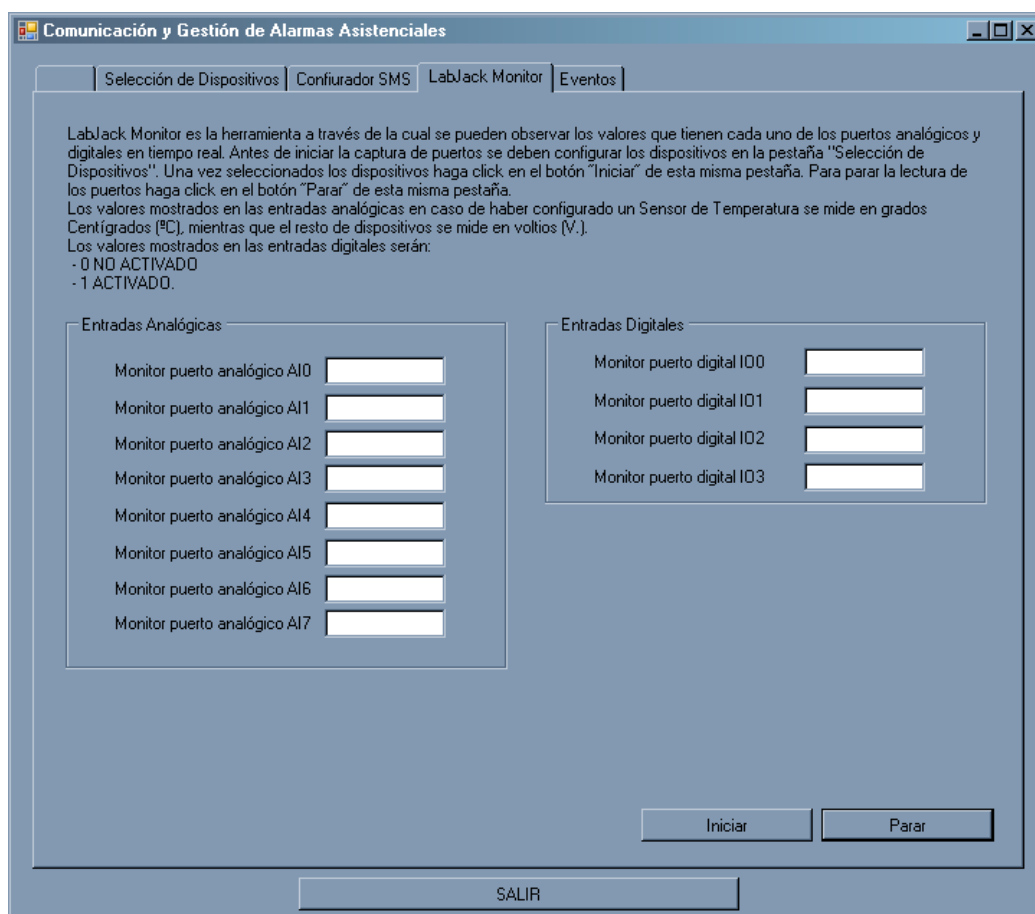 Comunicación y Gestión de Alarmas Asistenciales
Selección de Dispositivos
Confiurador SMS
LabJack Monitor
Eventos
LabJack Monitor es la herramienta a través de la cual se pueden observar los valores que tienen cada uno de los puertos analógicos y
digitales en tiempo real. Antes de iniciar la captura de puertos se deben configurar los dispositivos en la pestaña "Selección de
Dispositivos". Una vez seleccionados los dispositivos haga click en el botón ˝Iniciar˝ de esta misma pestaña. Para parar la lectura de
los puertos haga click en el botón ˝Parar˝ de esta misma pestaña.
Los valores mostrados en las entradas analógicas en caso de haber configurado un Sensor de Temperatura se mide en grados
Centígrados (ºC), mientras que el resto de dispositivos se mide en voltios (V.).
Los valores mostrados en las entradas digitales serán:
- 0 NO ACTIVADO
- 1 ACTIVADO.
Entradas Analógicas
Monitor puerto analógico AI0
Monitor puerto analógico AI1
Monitor puerto analógico AI2
Monitor puerto analógico AI3
Monitor puerto analógico AI4
Monitor puerto analógico AI5
Monitor puerto analógico AI6
Monitor puerto analógico AI7
Entradas Digitales
Monitor puerto digital IO0
Monitor puerto digital IO1
Monitor puerto digital IO2
Monitor puerto digital IO3
Iniciar
Parar
SALIR